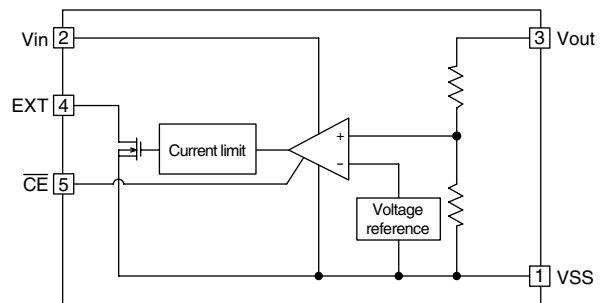 Vin 2
3 Vout
EXT 4
Current limit
+
−
CE 5
Voltage
reference
1 VSS